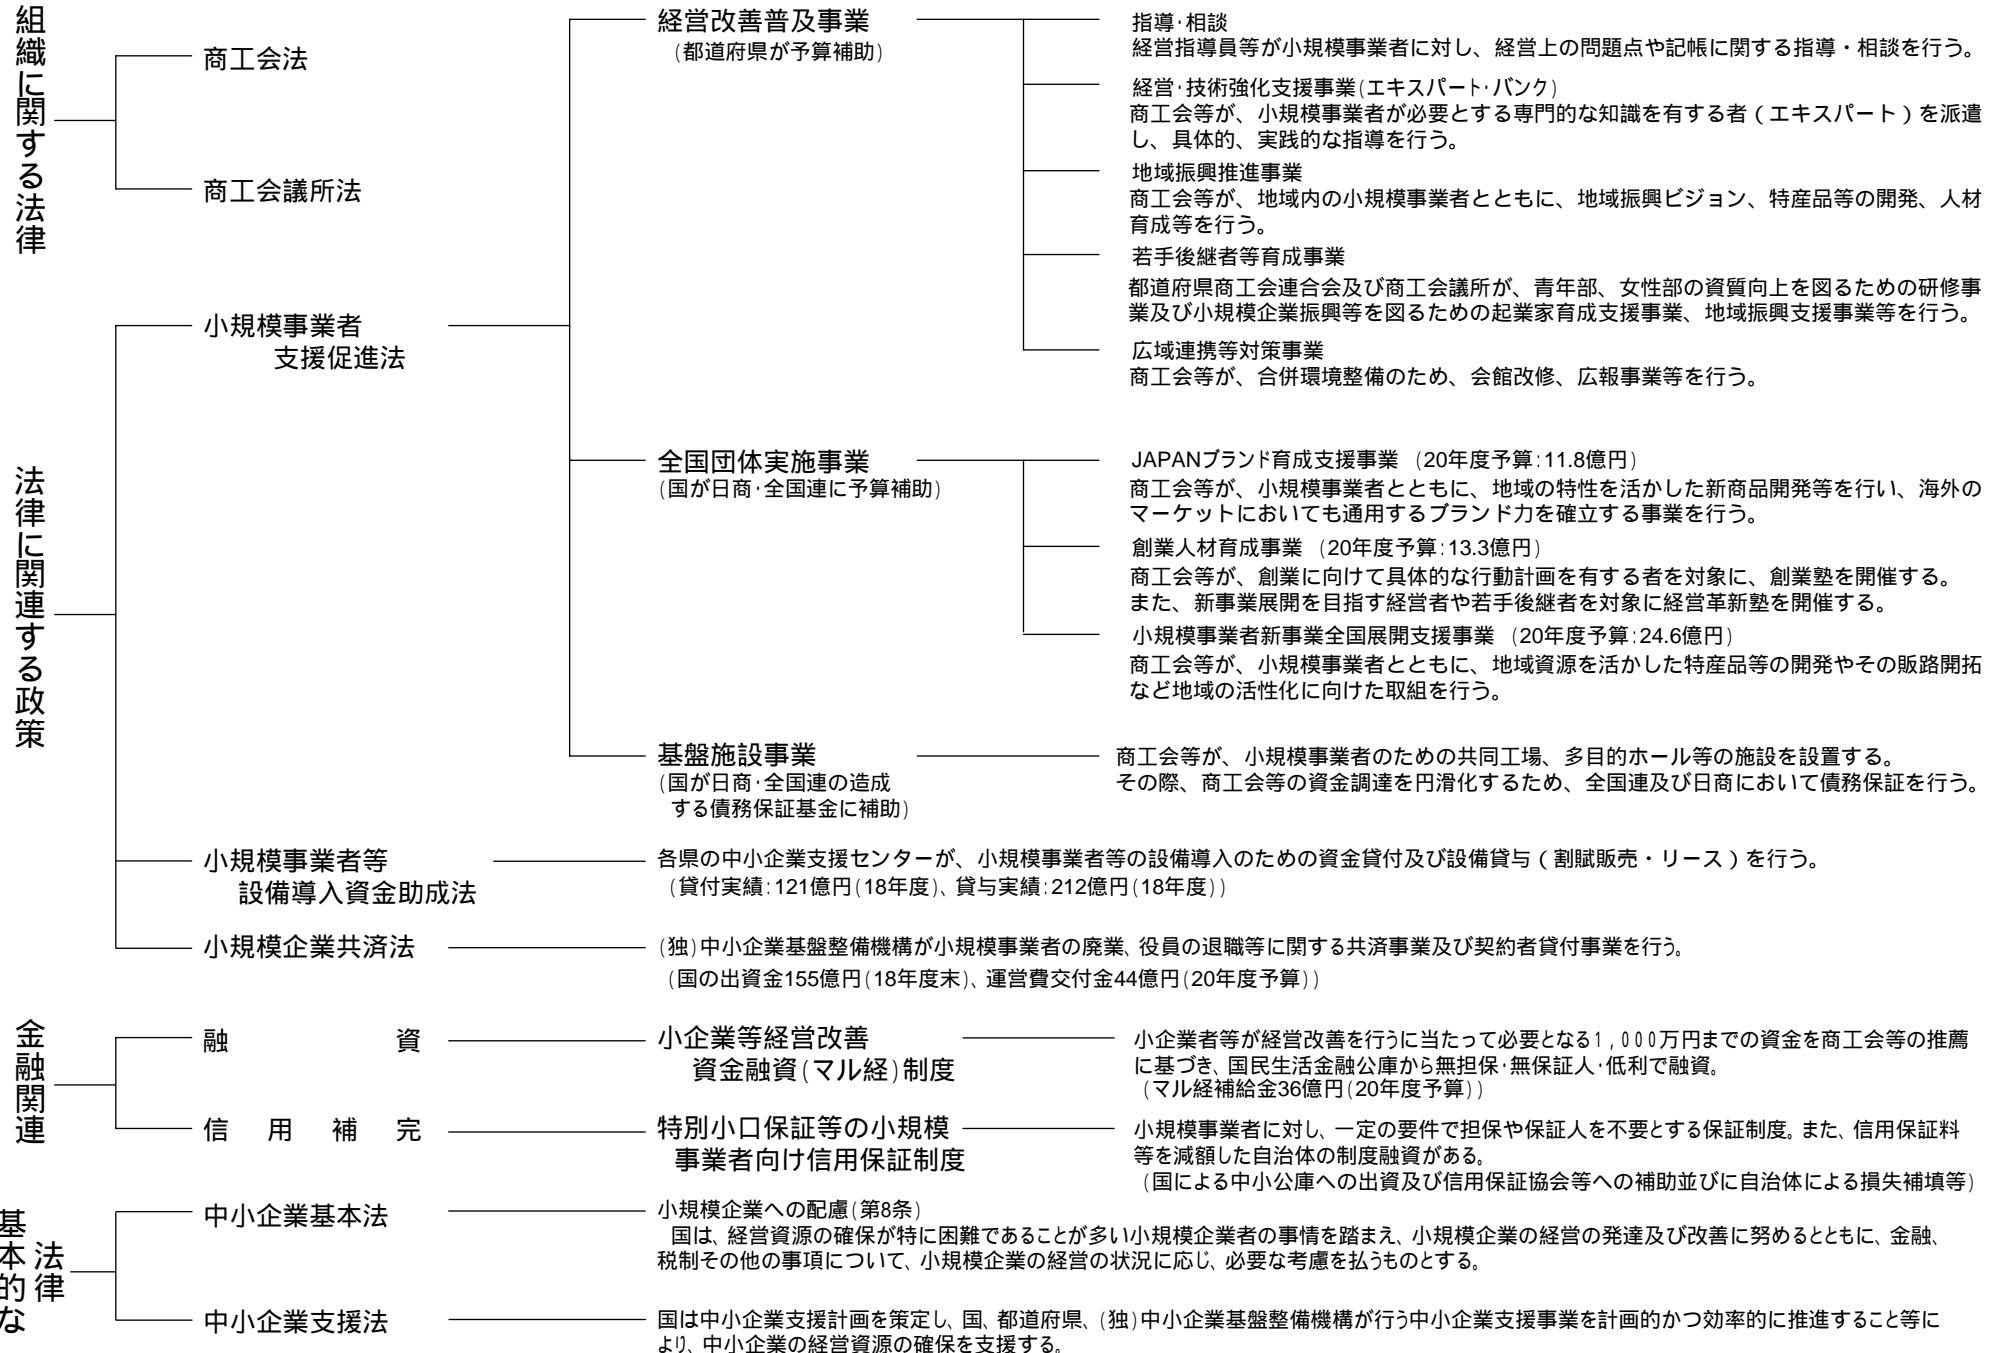 組織に関する法律
商工会法
商工会議所法
法律に関連する政策
小規模事業者
支援促進法
経営改善普及事業
(都道府県が予算補助)
指導･相談
経営指導員等が小規模事業者に対し、経営上の問題点や記帳に関する指導・相談を行う。
経営･技術強化支援事業(エキスパート･バンク)
商工会等が、小規模事業者が必要とする専門的な知識を有する者（エキスパート）を派遣
し、具体的、実践的な指導を行う。
地域振興推進事業
商工会等が、地域内の小規模事業者とともに、地域振興ビジョン、特産品等の開発、人材
育成等を行う。
若手後継者等育成事業
都道府県商工会連合会及び商工会議所が、青年部、女性部の資質向上を図るための研修事
業及び小規模企業振興等を図るための起業家育成支援事業、地域振興支援事業等を行う。
広域連携等対策事業
商工会等が、合併環境整備のため、会館改修、広報事業等を行う。
全国団体実施事業
(国が日商･全国連に予算補助)
JAPANブランド育成支援事業 (20年度予算:11.8億円)
商工会等が、小規模事業者とともに、地域の特性を活かした新商品開発等を行い、海外の
マーケットにおいても通用するブランド力を確立する事業を行う。
創業人材育成事業 (20年度予算:13.3億円)
商工会等が、創業に向けて具体的な行動計画を有する者を対象に、創業塾を開催する。
また、新事業展開を目指す経営者や若手後継者を対象に経営革新塾を開催する。
小規模事業者新事業全国展開支援事業 (20年度予算:24.6億円)
商工会等が、小規模事業者とともに、地域資源を活かした特産品等の開発やその販路開拓
など地域の活性化に向けた取組を行う。
基盤施設事業
(国が日商･全国連の造成
する債務保証基金に補助)
商工会等が、小規模事業者のための共同工場、多目的ホール等の施設を設置する。
その際、商工会等の資金調達を円滑化するため、全国連及び日商において債務保証を行う。
小規模事業者等
設備導入資金助成法
各県の中小企業支援センターが、小規模事業者等の設備導入のための資金貸付及び設備貸与（割賦販売・リース）を行う。
(貸付実績:121億円(18年度)、貸与実績:212億円(18年度))
小規模企業共済法
(独)中小企業基盤整備機構が小規模事業者の廃業、役員の退職等に関する共済事業及び契約者貸付事業を行う。
(国の出資金155億円(18年度末)、運営費交付金44億円(20年度予算))
金融関連
融　資
小企業等経営改善
資金融資(マル経)制度
小企業者等が経営改善を行うに当たって必要となる1,000万円までの資金を商工会等の推薦
に基づき、国民生活金融公庫から無担保･無保証人･低利で融資。
(マル経補給金36億円(20年度予算))
信用補完
特別小口保証等の小規模
事業者向け信用保証制度
小規模事業者に対し、一定の要件で担保や保証人を不要とする保証制度。また、信用保証料
等を減額した自治体の制度融資がある。
(国による中小公庫への出資及び信用保証協会等への補助並びに自治体による損失補填等)
基本的な
法律
中小企業基本法
小規模企業への配慮(第8条)
国は、経営資源の確保が特に困難であることが多い小規模企業者の事情を踏まえ、小規模企業の経営の発達及び改善に努めるとともに、金融、
税制その他の事項について、小規模企業の経営の状況に応じ、必要な考慮を払うものとする。
中小企業支援法
国は中小企業支援計画を策定し、国、都道府県、(独)中小企業基盤整備機構が行う中小企業支援事業を計画的かつ効率的に推進すること等に
より、中小企業の経営資源の確保を支援する。